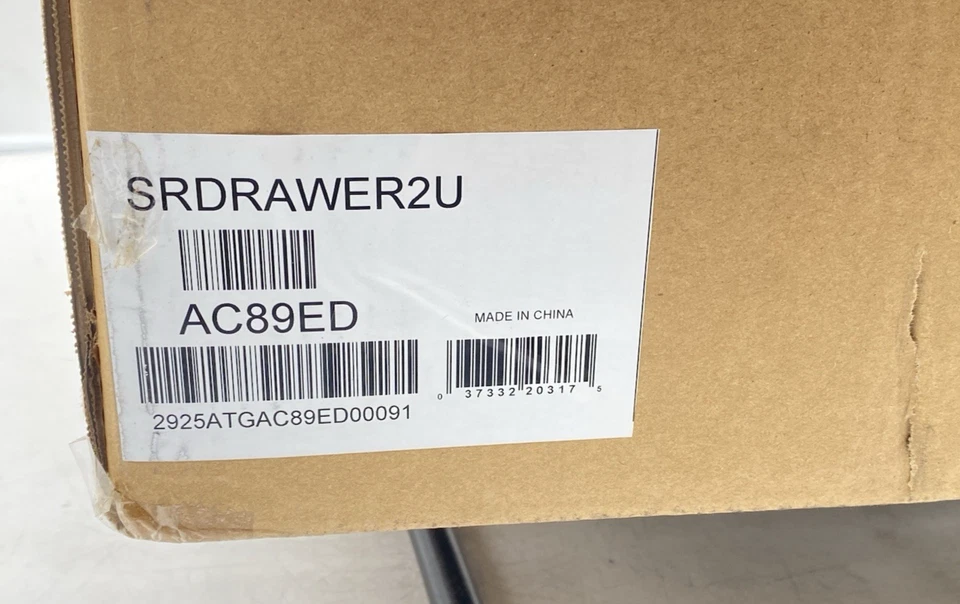 SRDRAWER2U
AC89ED
MADE IN CHINA
0 37332 20317 5
2925ATGAC89ED00091